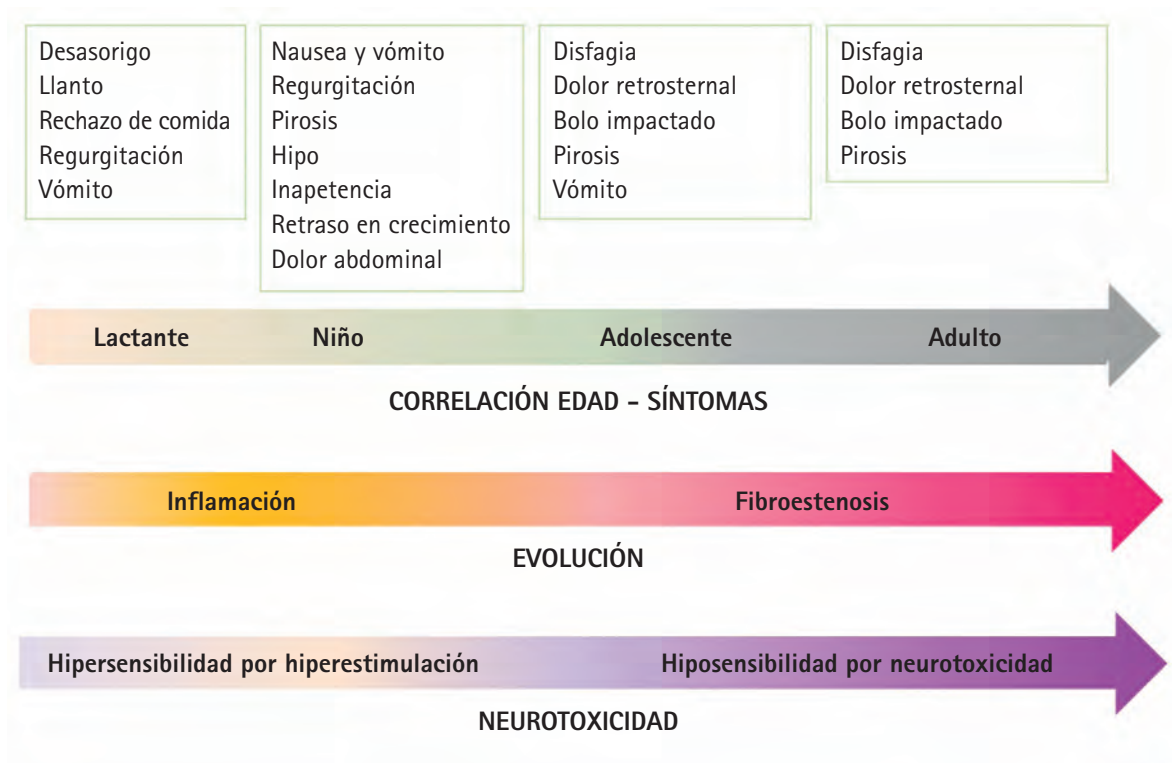 Desasorigo
Llanto
Rechazo de comida
Regurgitación
Vómito
Nausea y vómito
Regurgitación
Pirosis
Hipo
Inapetencia
Retraso en crecimiento
Dolor abdominal
Disfagia
Dolor retrosternal
Bolo impactado
Pirosis
Vómito
Disfagia
Dolor retrosternal
Bolo impactado
Pirosis
Lactante Niño Adolescente Adulto
CORRELACIÓN EDAD - SÍNTOMAS
Inflamación Fibroestenosis
EVOLUCIÓN
Hipersensibilidad por hiperestimulación Hiposensibilidad por neurotoxicidad
NEUROTOXICIDAD